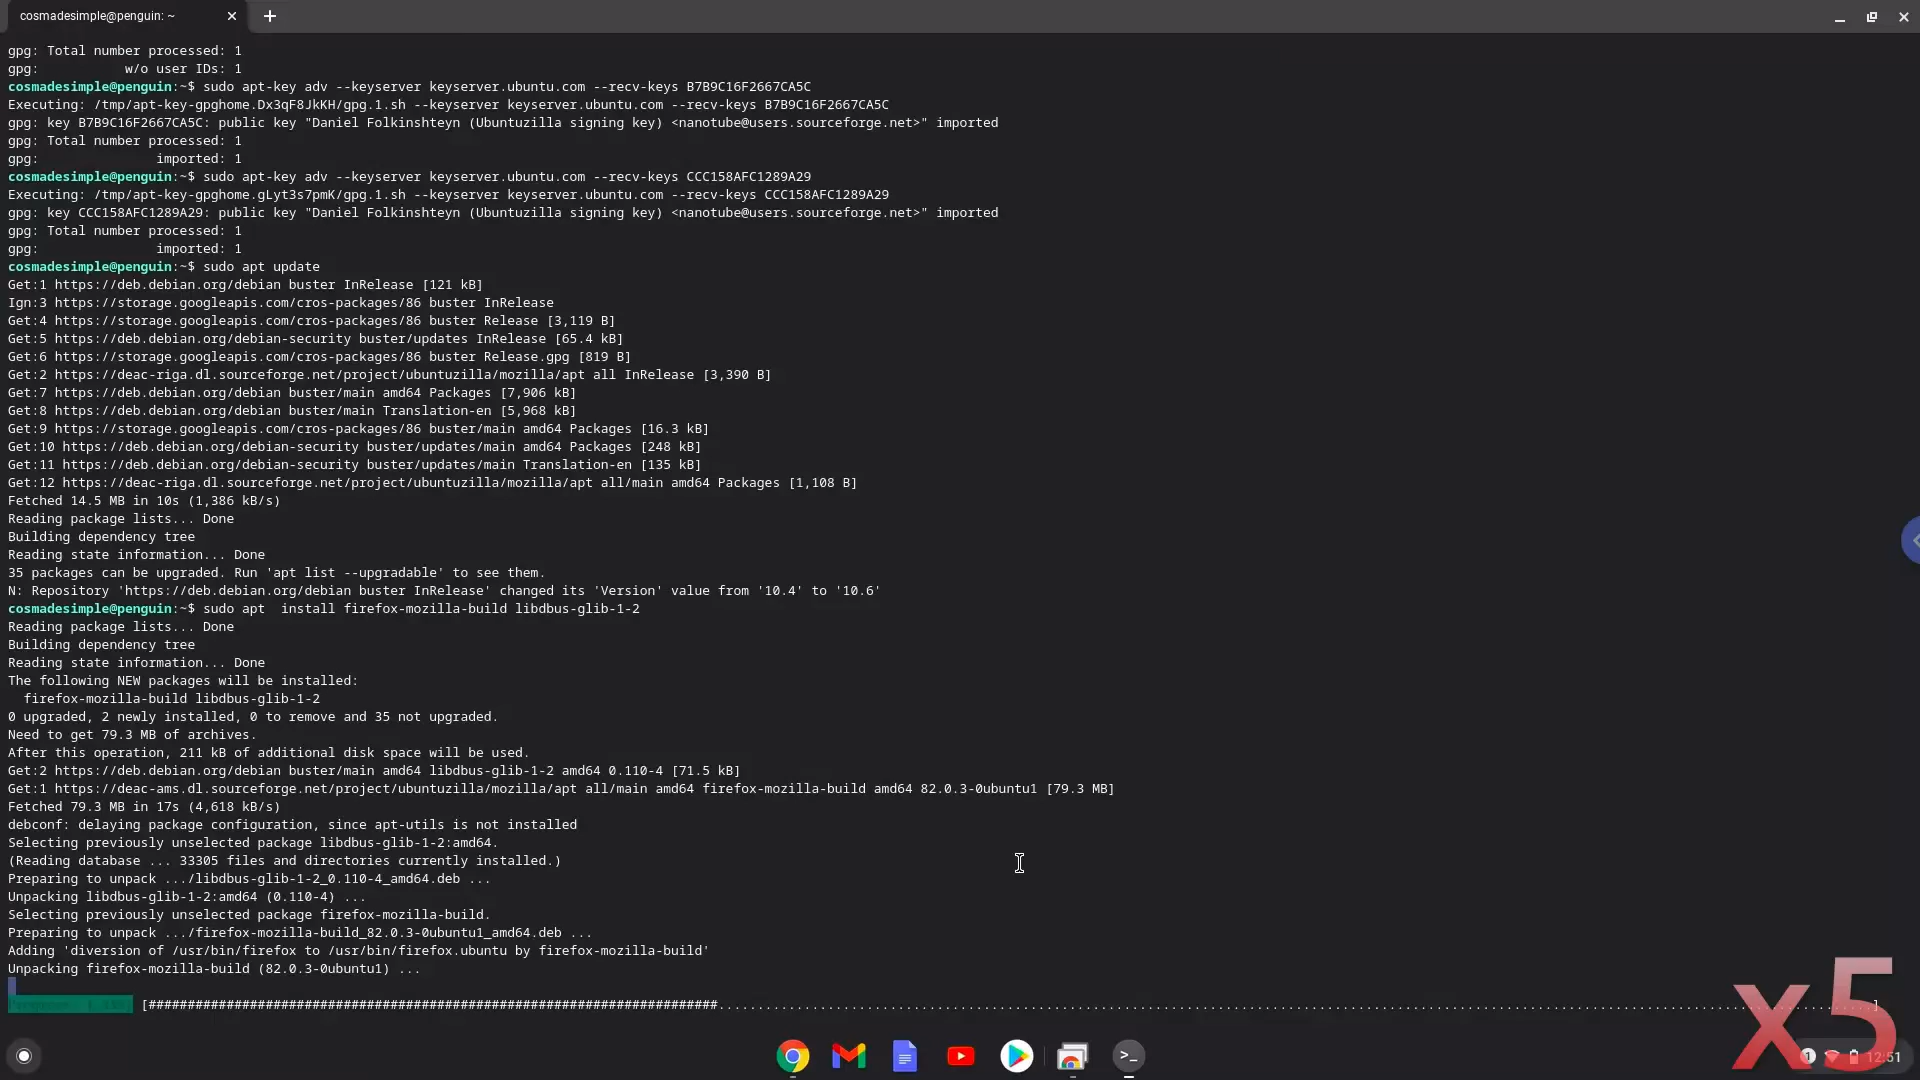 cosmadesimple@penguin: ~
gpg: Total number processed: 1
gpg:           w/o user IDs: 1
cosmadesimple@penguin:~$ sudo apt-key adv --keyserver keyserver.ubuntu.com --recv-keys B7B9C16F2667CA5C
Executing: /tmp/apt-key-gpghome.Dx3qF8JkKH/gpg.1.sh --keyserver keyserver.ubuntu.com --recv-keys B7B9C16F2667CA5C
gpg: key B7B9C16F2667CA5C: public key "Daniel Folkinshteyn (Ubuntuzilla signing key) <nanotube@users.sourceforge.net>" imported
gpg: Total number processed: 1
gpg:               imported: 1
cosmadesimple@penguin:~$ sudo apt-key adv --keyserver keyserver.ubuntu.com --recv-keys CCC158AFC1289A29
Executing: /tmp/apt-key-gpghome.gLyt3s7pmK/gpg.1.sh --keyserver keyserver.ubuntu.com --recv-keys CCC158AFC1289A29
gpg: key CCC158AFC1289A29: public key "Daniel Folkinshteyn (Ubuntuzilla signing key) <nanotube@users.sourceforge.net>" imported
gpg: Total number processed: 1
gpg:               imported: 1
cosmadesimple@penguin:~$ sudo apt update
Get:1 https://deb.debian.org/debian buster InRelease [121 kB]
Ign:3 https://storage.googleapis.com/cros-packages/86 buster InRelease
Get:4 https://storage.googleapis.com/cros-packages/86 buster Release [3,119 B]
Get:5 https://deb.debian.org/debian-security buster/updates InRelease [65.4 kB]
Get:6 https://storage.googleapis.com/cros-packages/86 buster Release.gpg [819 B]
Get:2 https://deac-riga.dl.sourceforge.net/project/ubuntuzilla/mozilla/apt all InRelease [3,390 B]
Get:7 https://deb.debian.org/debian buster/main amd64 Packages [7,906 kB]
Get:8 https://deb.debian.org/debian buster/main Translation-en [5,968 kB]
Get:9 https://storage.googleapis.com/cros-packages/86 buster/main amd64 Packages [16.3 kB]
Get:10 https://deb.debian.org/debian-security buster/updates/main amd64 Packages [248 kB]
Get:11 https://deb.debian.org/debian-security buster/updates/main Translation-en [135 kB]
Get:12 https://deac-riga.dl.sourceforge.net/project/ubuntuzilla/mozilla/apt all/main amd64 Packages [1,108 B]
Fetched 14.5 MB in 10s (1,386 kB/s)
Reading package lists... Done
Building dependency tree
Reading state information... Done
35 packages can be upgraded. Run 'apt list --upgradable' to see them.
N: Repository 'https://deb.debian.org/debian buster InRelease' changed its 'Version' value from '10.4' to '10.6'
cosmadesimple@penguin:~$ sudo apt  install firefox-mozilla-build libdbus-glib-1-2
Reading package lists... Done
Building dependency tree
Reading state information... Done
The following NEW packages will be installed:
  firefox-mozilla-build libdbus-glib-1-2
0 upgraded, 2 newly installed, 0 to remove and 35 not upgraded.
Need to get 79.3 MB of archives.
After this operation, 211 kB of additional disk space will be used.
Get:2 https://deb.debian.org/debian buster/main amd64 libdbus-glib-1-2 amd64 0.110-4 [71.5 kB]
Get:1 https://deac-ams.dl.sourceforge.net/project/ubuntuzilla/mozilla/apt all/main amd64 firefox-mozilla-build amd64 82.0.3-0ubuntu1 [79.3 MB]
Fetched 79.3 MB in 17s (4,618 kB/s)
debconf: delaying package configuration, since apt-utils is not installed
Selecting previously unselected package libdbus-glib-1-2:amd64.
(Reading database ... 33305 files and directories currently installed.)
Preparing to unpack .../libdbus-glib-1-2_0.110-4_amd64.deb ...
Unpacking libdbus-glib-1-2:amd64 (0.110-4) ...
Selecting previously unselected package firefox-mozilla-build.
Preparing to unpack .../firefox-mozilla-build_82.0.3-0ubuntu1_amd64.deb ...
Adding 'diversion of /usr/bin/firefox to /usr/bin/firefox.ubuntu by firefox-mozilla-build'
Unpacking firefox-mozilla-build (82.0.3-0ubuntu1) ...
x5
1 12:51